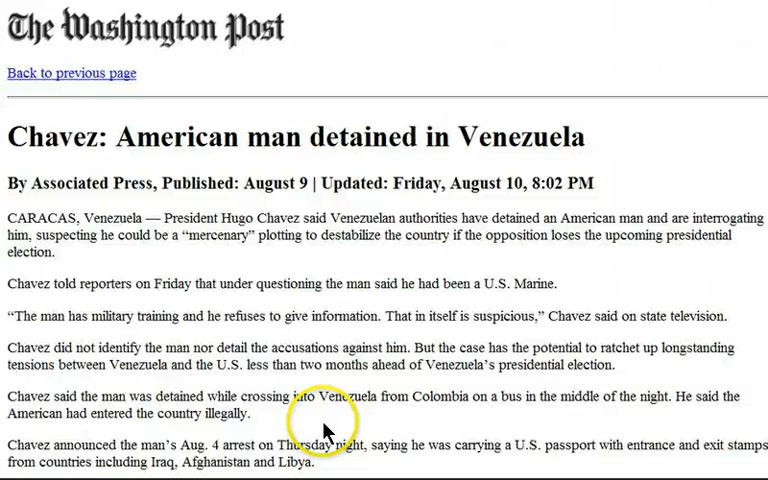 The Washington Post
Back to previous page
Chavez: American man detained in Venezuela
By Associated Press, Published: August 9 | Updated: Friday, August 10, 8:02 PM
CARACAS, Venezuela — President Hugo Chavez said Venezuelan authorities have detained an American man and are interrogating
him, suspecting he could be a “mercenary” plotting to destabilize the country if the opposition loses the upcoming presidential
election.
Chavez told reporters on Friday that under questioning the man said he had been a U.S. Marine.
“The man has military training and he refuses to give information. That in itself is suspicious,” Chavez said on state television.
Chavez did not identify the man nor detail the accusations against him. But the case has the potential to ratchet up longstanding
tensions between Venezuela and the U.S. less than two months ahead of Venezuela’s presidential election.
Chavez said the man was detained while crossing into Venezuela from Colombia on a bus in the middle of the night. He said the
American had entered the country illegally.
Chavez announced the man’s Aug. 4 arrest on Thursday night, saying he was carrying a U.S. passport with entrance and exit stamps
from countries including Iraq, Afghanistan and Libya.